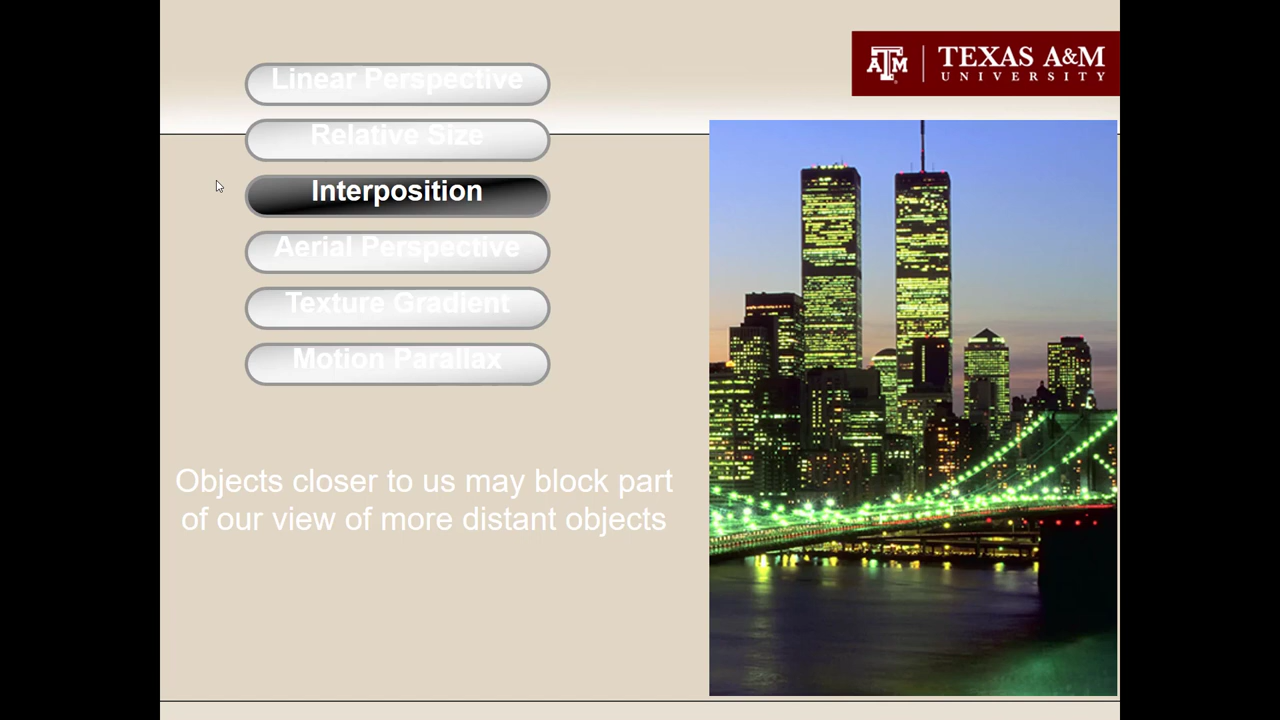 Linear Perspective
Relative Size
Interposition
Aerial Perspective
Texture Gradient
Motion Parallax
Objects closer to us may block part
of our view of more distant objects
ATM
TEXAS A&M
UNIVERSITY